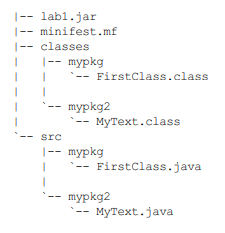 |-- lab1.jar
|-- minifest.mf
|-- classes
|   |-- mypkg
|   |   `-- FirstClass.class
|   |
|   `-- mypkg2
|       `-- MyText.class
`-- src
    |-- mypkg
    |   `-- FirstClass.java
    |
    `-- mypkg2
        `-- MyText.java